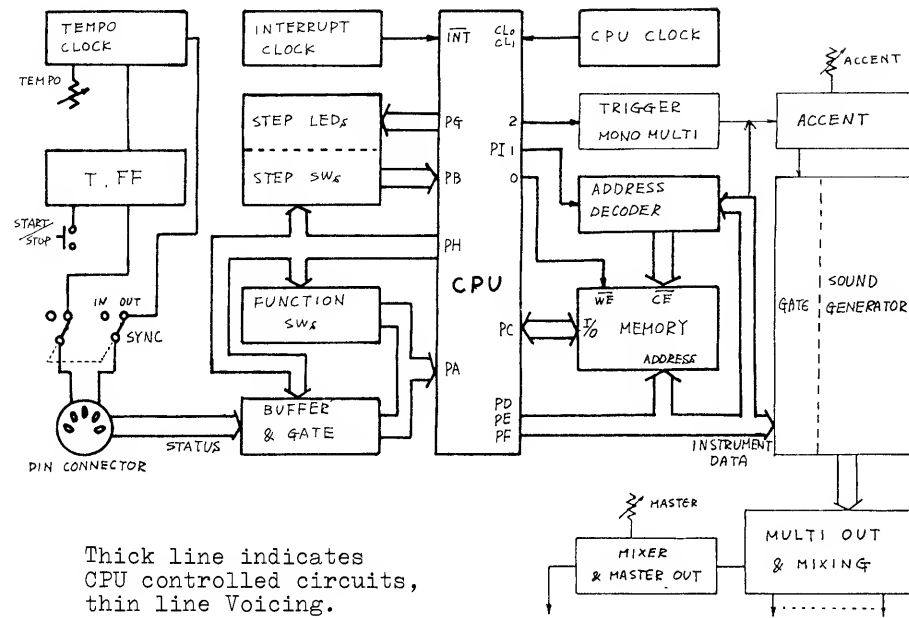 TEMPO
CLOCK
TEMPO
T. FF
START/
STOP
IN OUT
SYNC
DIN CONNECTOR
STATUS
INTERRUPT
CLOCK
STEP LEDs
STEP SWs
FUNCTION
SWs
BUFFER
& GATE
INT
PG
PB
PH
CPU
PC
PA
PD
PE
PF
CL0
CL1
2
PI 1
0
CPU CLOCK
TRIGGER
MONO MULTI
ADDRESS
DECODER
WE CE
I/O MEMORY
ADDRESS
ACCENT
ACCENT
GATE
SOUND
GENERATOR
INSTRUMENT
DATA
MASTER
MIXER
& MASTER OUT
MULTI OUT
& MIXING
Thick line indicates
CPU controlled circuits,
thin line Voicing.